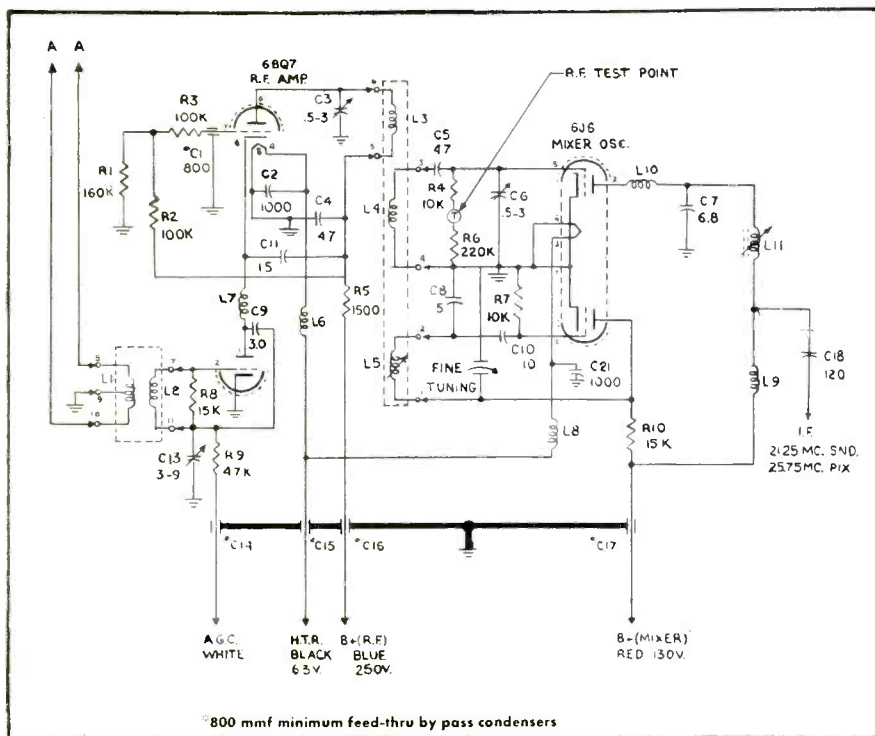 A A
6BQ7
R.F. AMP.
R.F. TEST POINT
R3
100K
C3
.5-3
L3
6J6
MIXER OSC.
*C1
800
C5
47
L10
R1
160K
C2
1000
C4
47
R4
10K
C6
.5-3
C7
6.8
R2
100K
L4
L11
C11
15
R6
220K
R5
1500
C8
5
R7
10K
L7
C9
3.0
L6
L5
C10
10
C21
1000
FINE
TUNING
C18
120
L1
L2
R8
15K
L9
L8
R10
15K
I.F.
21.25 MC. SND.
25.75 MC. PIX
C13
3-9
R9
47K
*C14
*C15
*C16
*C17
A.G.C.
WHITE
H.T.R.
BLACK
6.3V.
B+(R.F.)
BLUE
250V.
B+(MIXER)
RED 130V.
*800 mmf minimum feed-thru by pass condensers